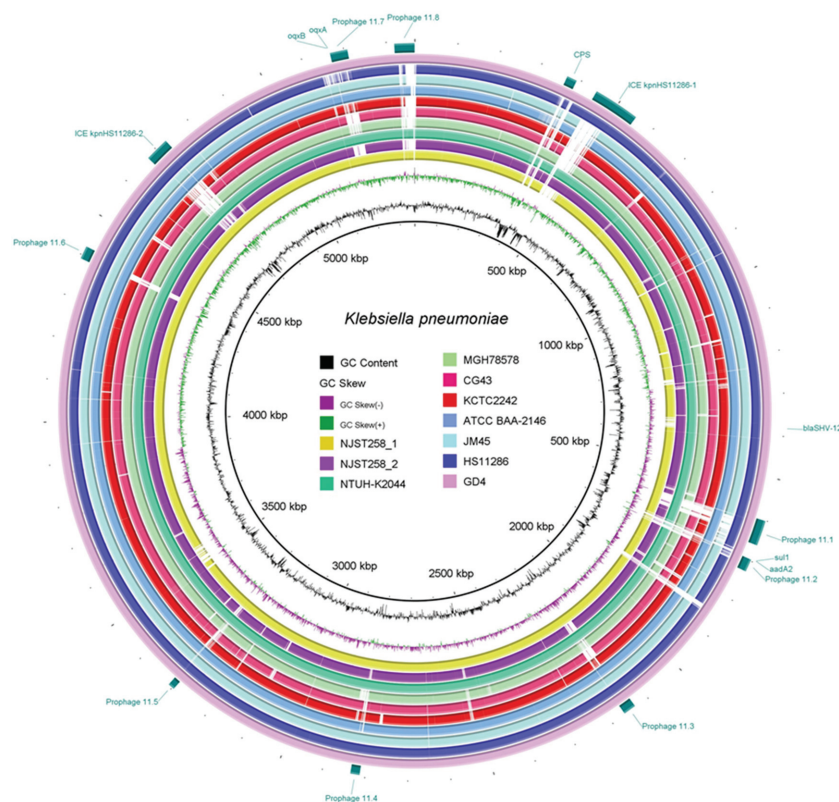 Prophage 11.8
Prophage 11.7
oqxA
oqxB
CPS
ICE kpnHS11286-1
ICE kpnHS11286-2
Prophage 11.6
5000 kbp
500 kbp
4500 kbp
1000 kbp
Klebsiella pneumoniae
GC Content
GC Skew
GC Skew(-)
GC Skew(+)
NJST258_1
NJST258_2
NTUH-K2044
MGH78578
CG43
KCTC2242
ATCC BAA-2146
JM45
HS11286
GD4
4000 kbp
500 kbp
blaSHV-12
3500 kbp
2000 kbp
3000 kbp
2500 kbp
Prophage 11.1
sul1
aadA2
Prophage 11.2
Prophage 11.5
Prophage 11.3
Prophage 11.4